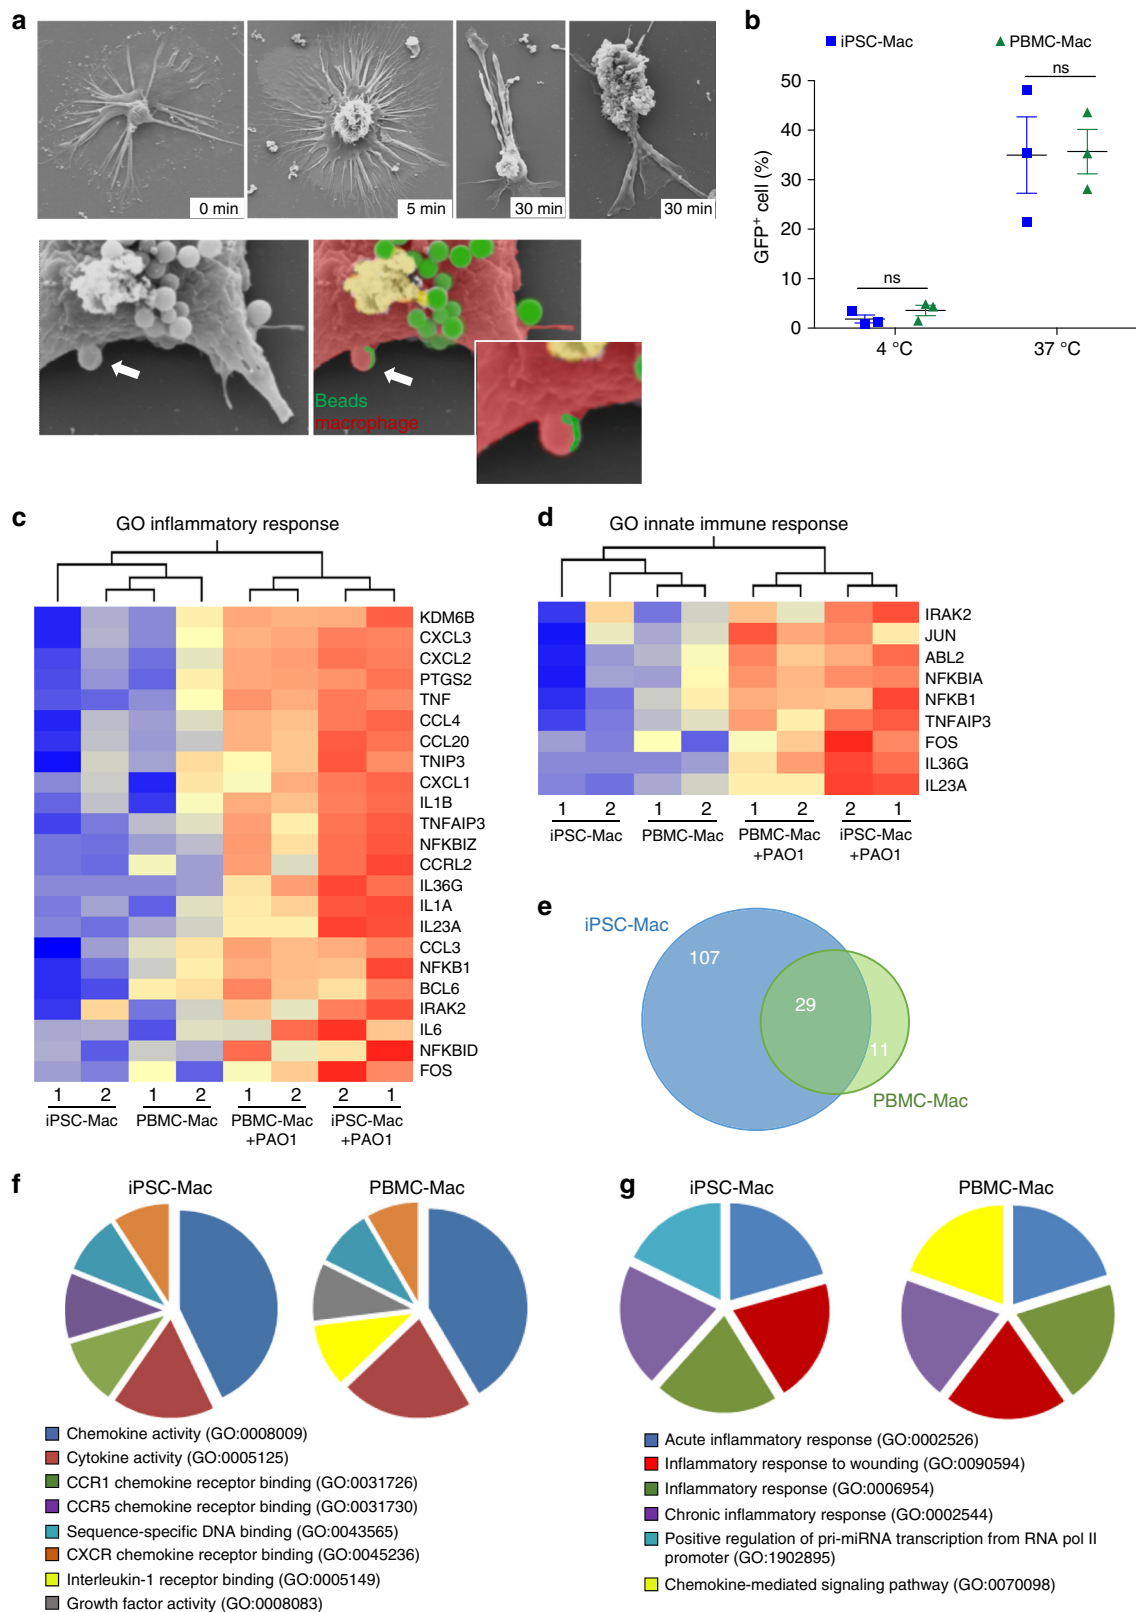 a
0 min
5 min
30 min
30 min
Beads
macrophage
b
iPSC-Mac
PBMC-Mac
ns
ns
GFP+ cell (%)
50
40
30
20
10
0
4 °C
37 °C
c
GO inflammatory response
KDM6B
CXCL3
CXCL2
PTGS2
TNF
CCL4
CCL20
TNIP3
CXCL1
IL1B
TNFAIP3
NFKBIZ
CCRL2
IL36G
IL1A
IL23A
CCL3
NFKB1
BCL6
IRAK2
IL6
NFKBID
FOS
1 2 1 2 1 2 2 1
iPSC-Mac
PBMC-Mac
PBMC-Mac
+PAO1
iPSC-Mac
+PAO1
d
GO innate immune response
IRAK2
JUN
ABL2
NFKBIA
NFKB1
TNFAIP3
FOS
IL36G
IL23A
1 2 1 2 1 2 2 1
iPSC-Mac
PBMC-Mac
PBMC-Mac
+PAO1
iPSC-Mac
+PAO1
e
iPSC-Mac
107
29
11
PBMC-Mac
f
iPSC-Mac
PBMC-Mac
Chemokine activity (GO:0008009)
Cytokine activity (GO:0005125)
CCR1 chemokine receptor binding (GO:0031726)
CCR5 chemokine receptor binding (GO:0031730)
Sequence-specific DNA binding (GO:0043565)
CXCR chemokine receptor binding (GO:0045236)
Interleukin-1 receptor binding (GO:0005149)
Growth factor activity (GO:0008083)
g
iPSC-Mac
PBMC-Mac
Acute inflammatory response (GO:0002526)
Inflammatory response to wounding (GO:0090594)
Inflammatory response (GO:0006954)
Chronic inflammatory response (GO:0002544)
Positive regulation of pri-miRNA transcription from RNA pol II
promoter (GO:1902895)
Chemokine-mediated signaling pathway (GO:0070098)